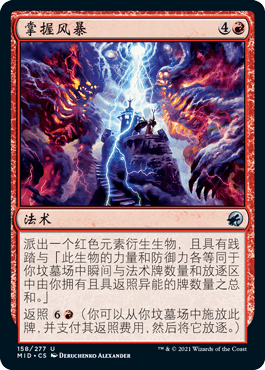 掌握风暴 4
法术
派出一个红色元素衍生生物，且具有践
踏与「此生物的力量和防御力各等同于
你坟墓场中瞬间与法术牌数量和放逐区
中由你拥有且具返照异能的牌数量之总
和。」
返照 6 （你可以从你坟墓场中施放此
牌，并支付其返照费用，然后将它放逐。）
158/277 U
MID • CS DERUCHENKO ALEXANDER
™ & © 2021 Wizards of the Coast